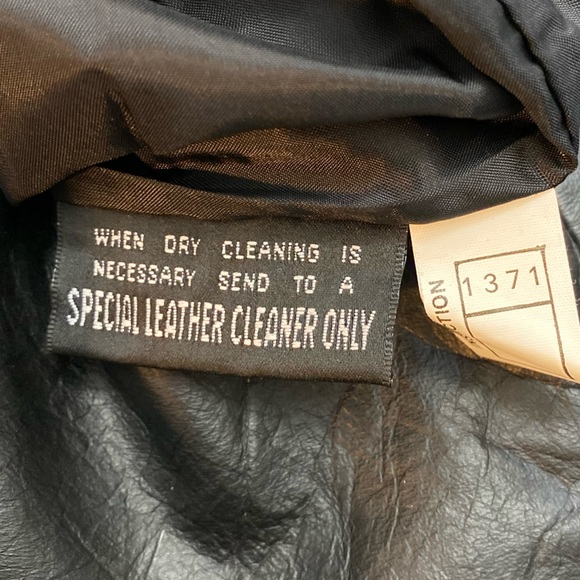 WHEN DRY CLEANING IS
NECESSARY SEND TO A
SPECIAL LEATHER CLEANER ONLY
1371